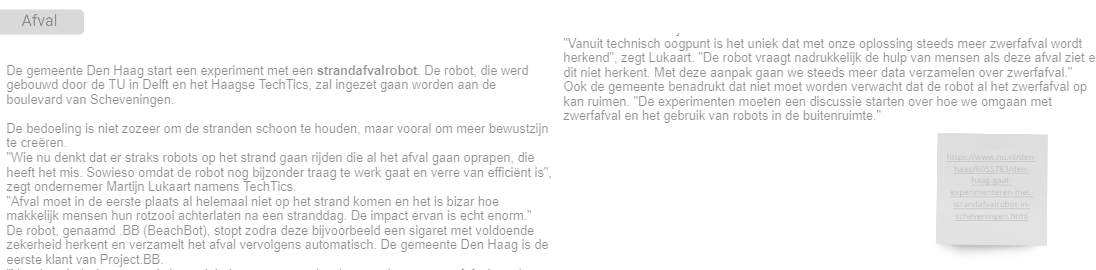 Afval
De gemeente Den Haag start een experiment met een strandafvalrobot. De robot, die werd
gebouwd door de TU in Delft en het Haagse TechTics, zal ingezet gaan worden aan de
boulevard van Scheveningen.
De bedoeling is niet zozeer om de stranden schoon te houden, maar vooral om meer bewustzijn
te creëren.
"Wie nu denkt dat er straks robots op het strand gaan rijden die al het afval gaan oprapen, die
heeft het mis. Sowieso omdat de robot nog bijzonder traag te werk gaat en verre van efficiënt is",
zegt ondernemer Martijn Lukaart namens TechTics.
"Afval moet in de eerste plaats al helemaal niet op het strand komen en het is bizar hoe
makkelijk mensen hun rotzooi achterlaten na een stranddag. De impact ervan is echt enorm."
De robot, genaamd .BB (BeachBot), stopt zodra deze bijvoorbeeld een sigaret met voldoende
zekerheid herkent en verzamelt het afval vervolgens automatisch. De gemeente Den Haag is de
eerste klant van Project.BB.
"Vanuit technisch oogpunt is het uniek dat met onze oplossing steeds meer zwerfafval wordt
herkend", zegt Lukaart. "De robot vraagt nadrukkelijk de hulp van mensen als deze afval ziet e
dit niet herkent. Met deze aanpak gaan we steeds meer data verzamelen over zwerfafval."
Ook de gemeente benadrukt dat niet moet worden verwacht dat de robot al het zwerfafval op
kan ruimen. "De experimenten moeten een discussie starten over hoe we omgaan met
zwerfafval en het gebruik van robots in de buitenruimte."
https://www.nu.nl/den-
haag/6055783/den-
haag-gaat-
experimenteren-met-
strandafvalrobot-in-
scheveningen.html